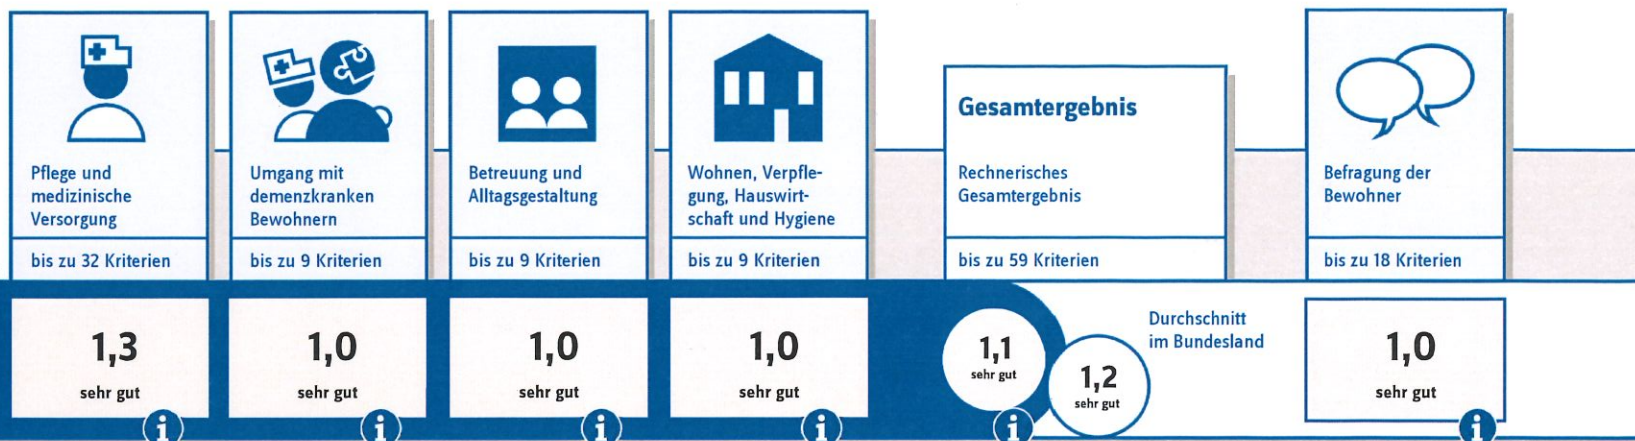 Pflege und
medizinische
Versorgung
bis zu 32 Kriterien
1,3
sehr gut
Umgang mit
demenzkranken
Bewohnern
bis zu 9 Kriterien
1,0
sehr gut
Betreuung und
Alltagsgestaltung
bis zu 9 Kriterien
1,0
sehr gut
Wohnen, Verpfle-
gung, Hauswirt-
schaft und Hygiene
bis zu 9 Kriterien
1,0
sehr gut
Gesamtergebnis
Rechnerisches
Gesamtergebnis
bis zu 59 Kriterien
1,1
sehr gut
1,2
sehr gut
Durchschnitt
im Bundesland
Befragung der
Bewohner
bis zu 18 Kriterien
1,0
sehr gut
i
i
i
i
i
i